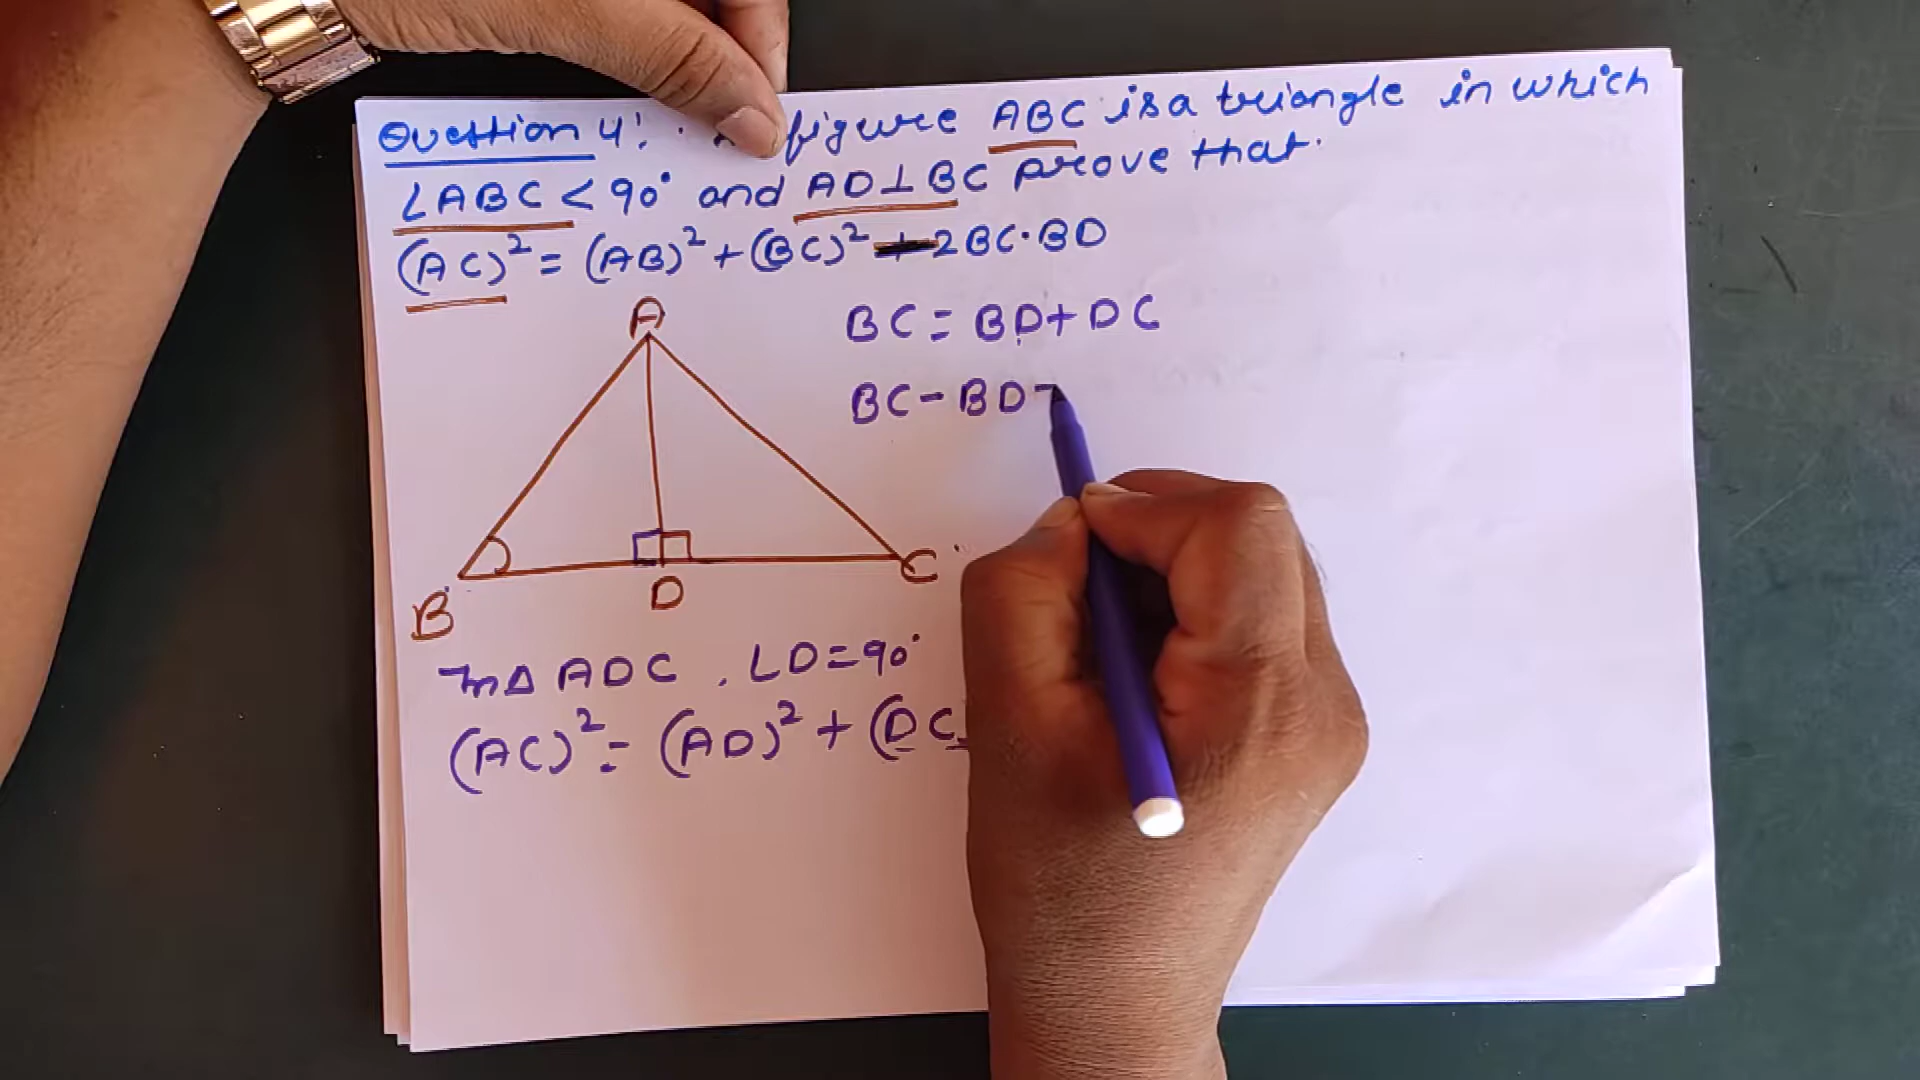 Question 4: figure ABC is a triangle in which
∠ABC < 90° and AD⊥BC prove that.
(AC)² = (AB)² + (BC)² - 2BC·BD
A
BC = BD + DC
BC - BD
B
D
C
In Δ ADC, ∠D = 90°
(AC)² = (AD)² + (DC